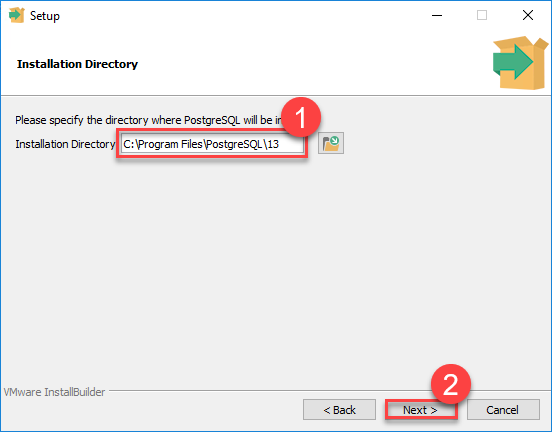 Setup
Installation Directory
Please specify the directory where PostgreSQL will be in
1
Installation Directory C:\Program Files\PostgreSQL\13
VMware InstallBuilder
2
< Back Next > Cancel